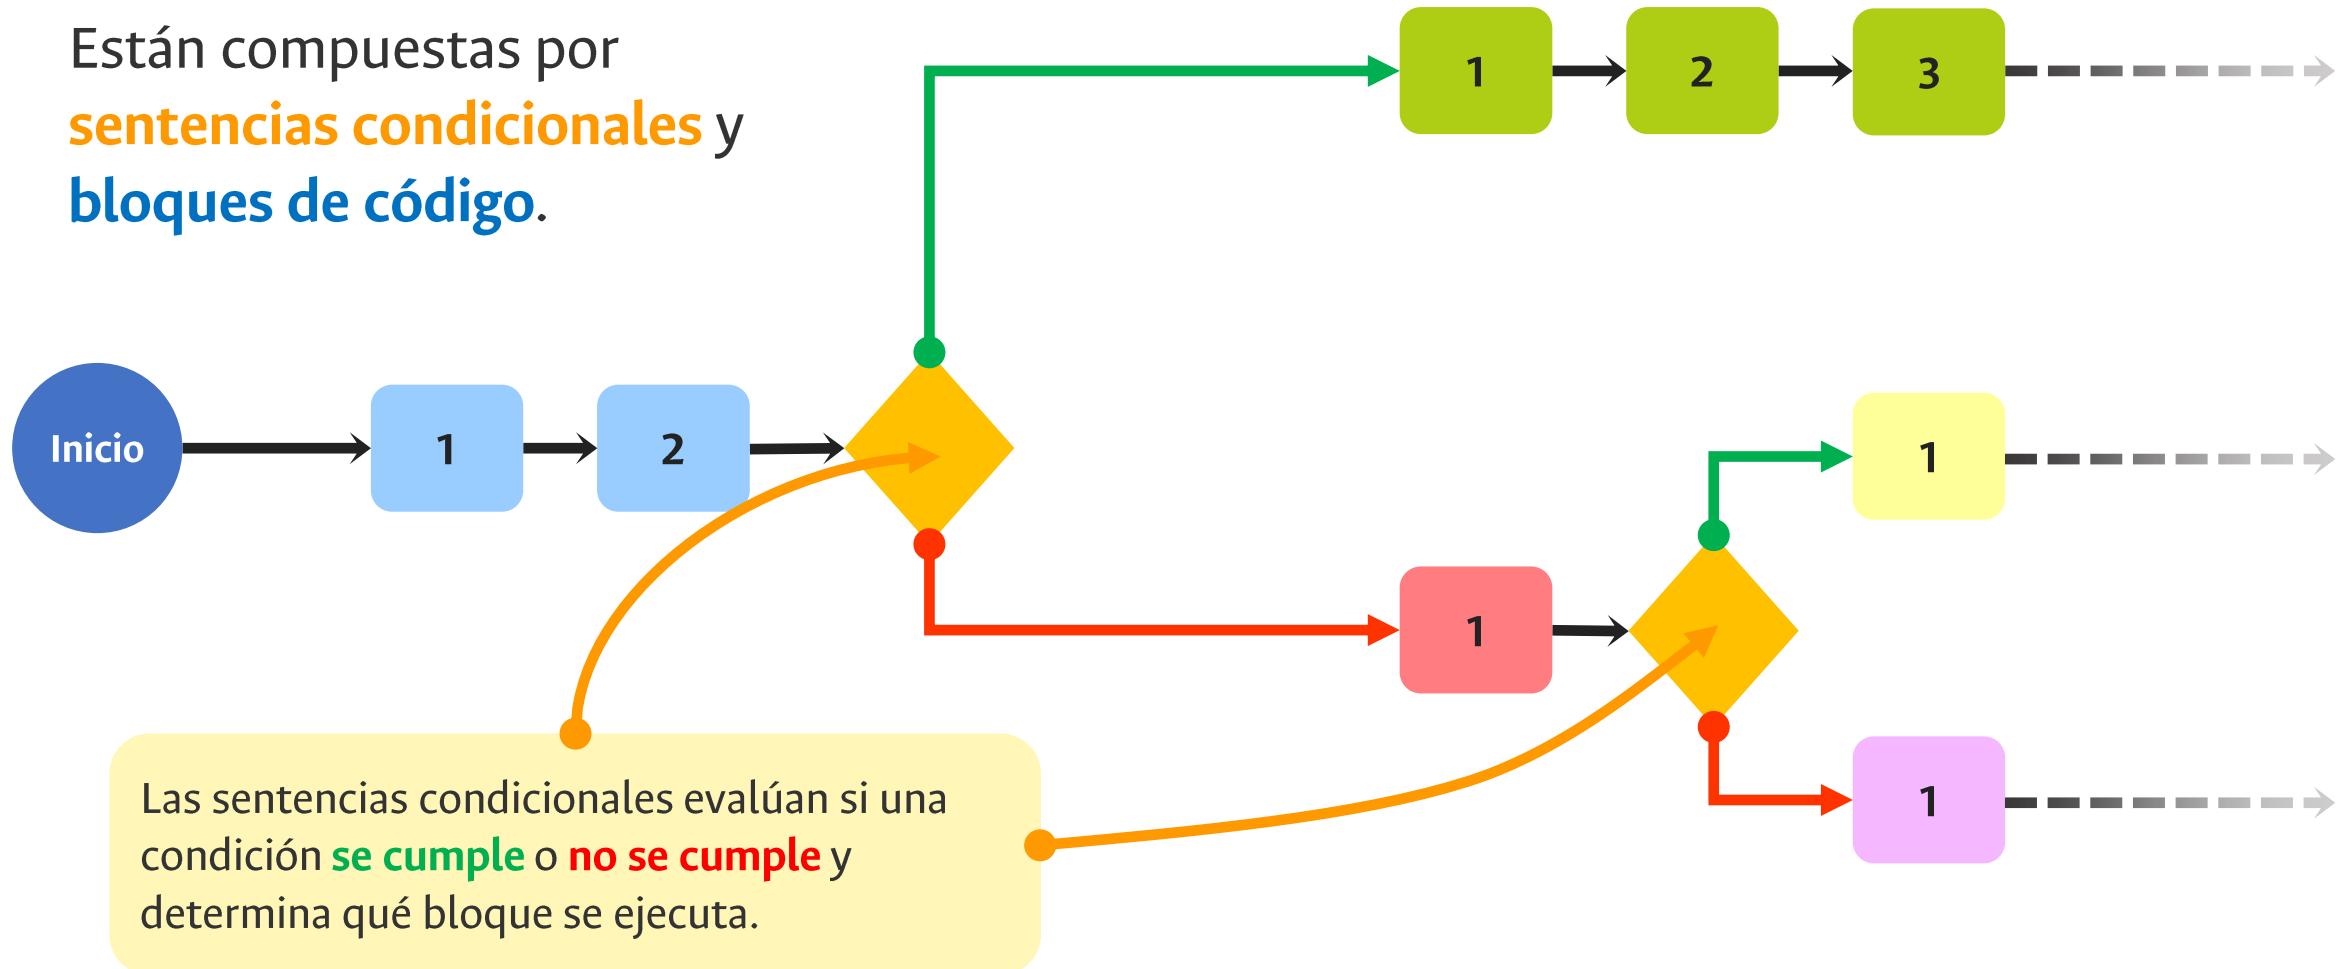 Están compuestas por
sentencias condicionales y
bloques de código.
1
2
3
Inicio
1
2
1
1
1
Las sentencias condicionales evalúan si una
condición se cumple o no se cumple y
determina qué bloque se ejecuta.